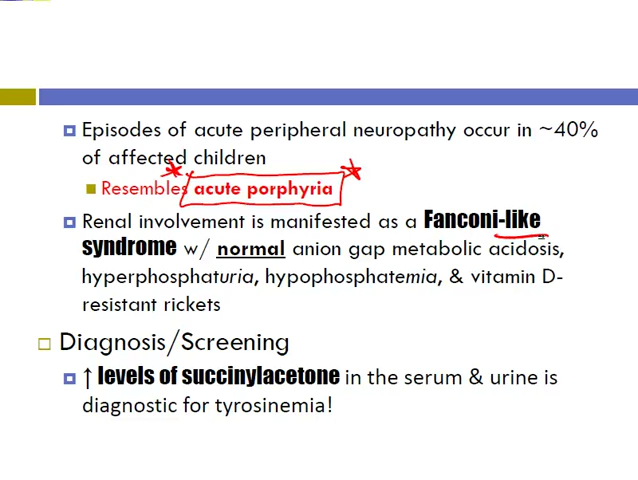 Episodes of acute peripheral neuropathy occur in ~40%
of affected children
Resembles acute porphyria
Renal involvement is manifested as a Fanconi-like
syndrome w/ normal anion gap metabolic acidosis,
hyperphosphaturia, hypophosphatemia, & vitamin D-
resistant rickets
Diagnosis/Screening
↑ levels of succinylacetone in the serum & urine is
diagnostic for tyrosinemia!